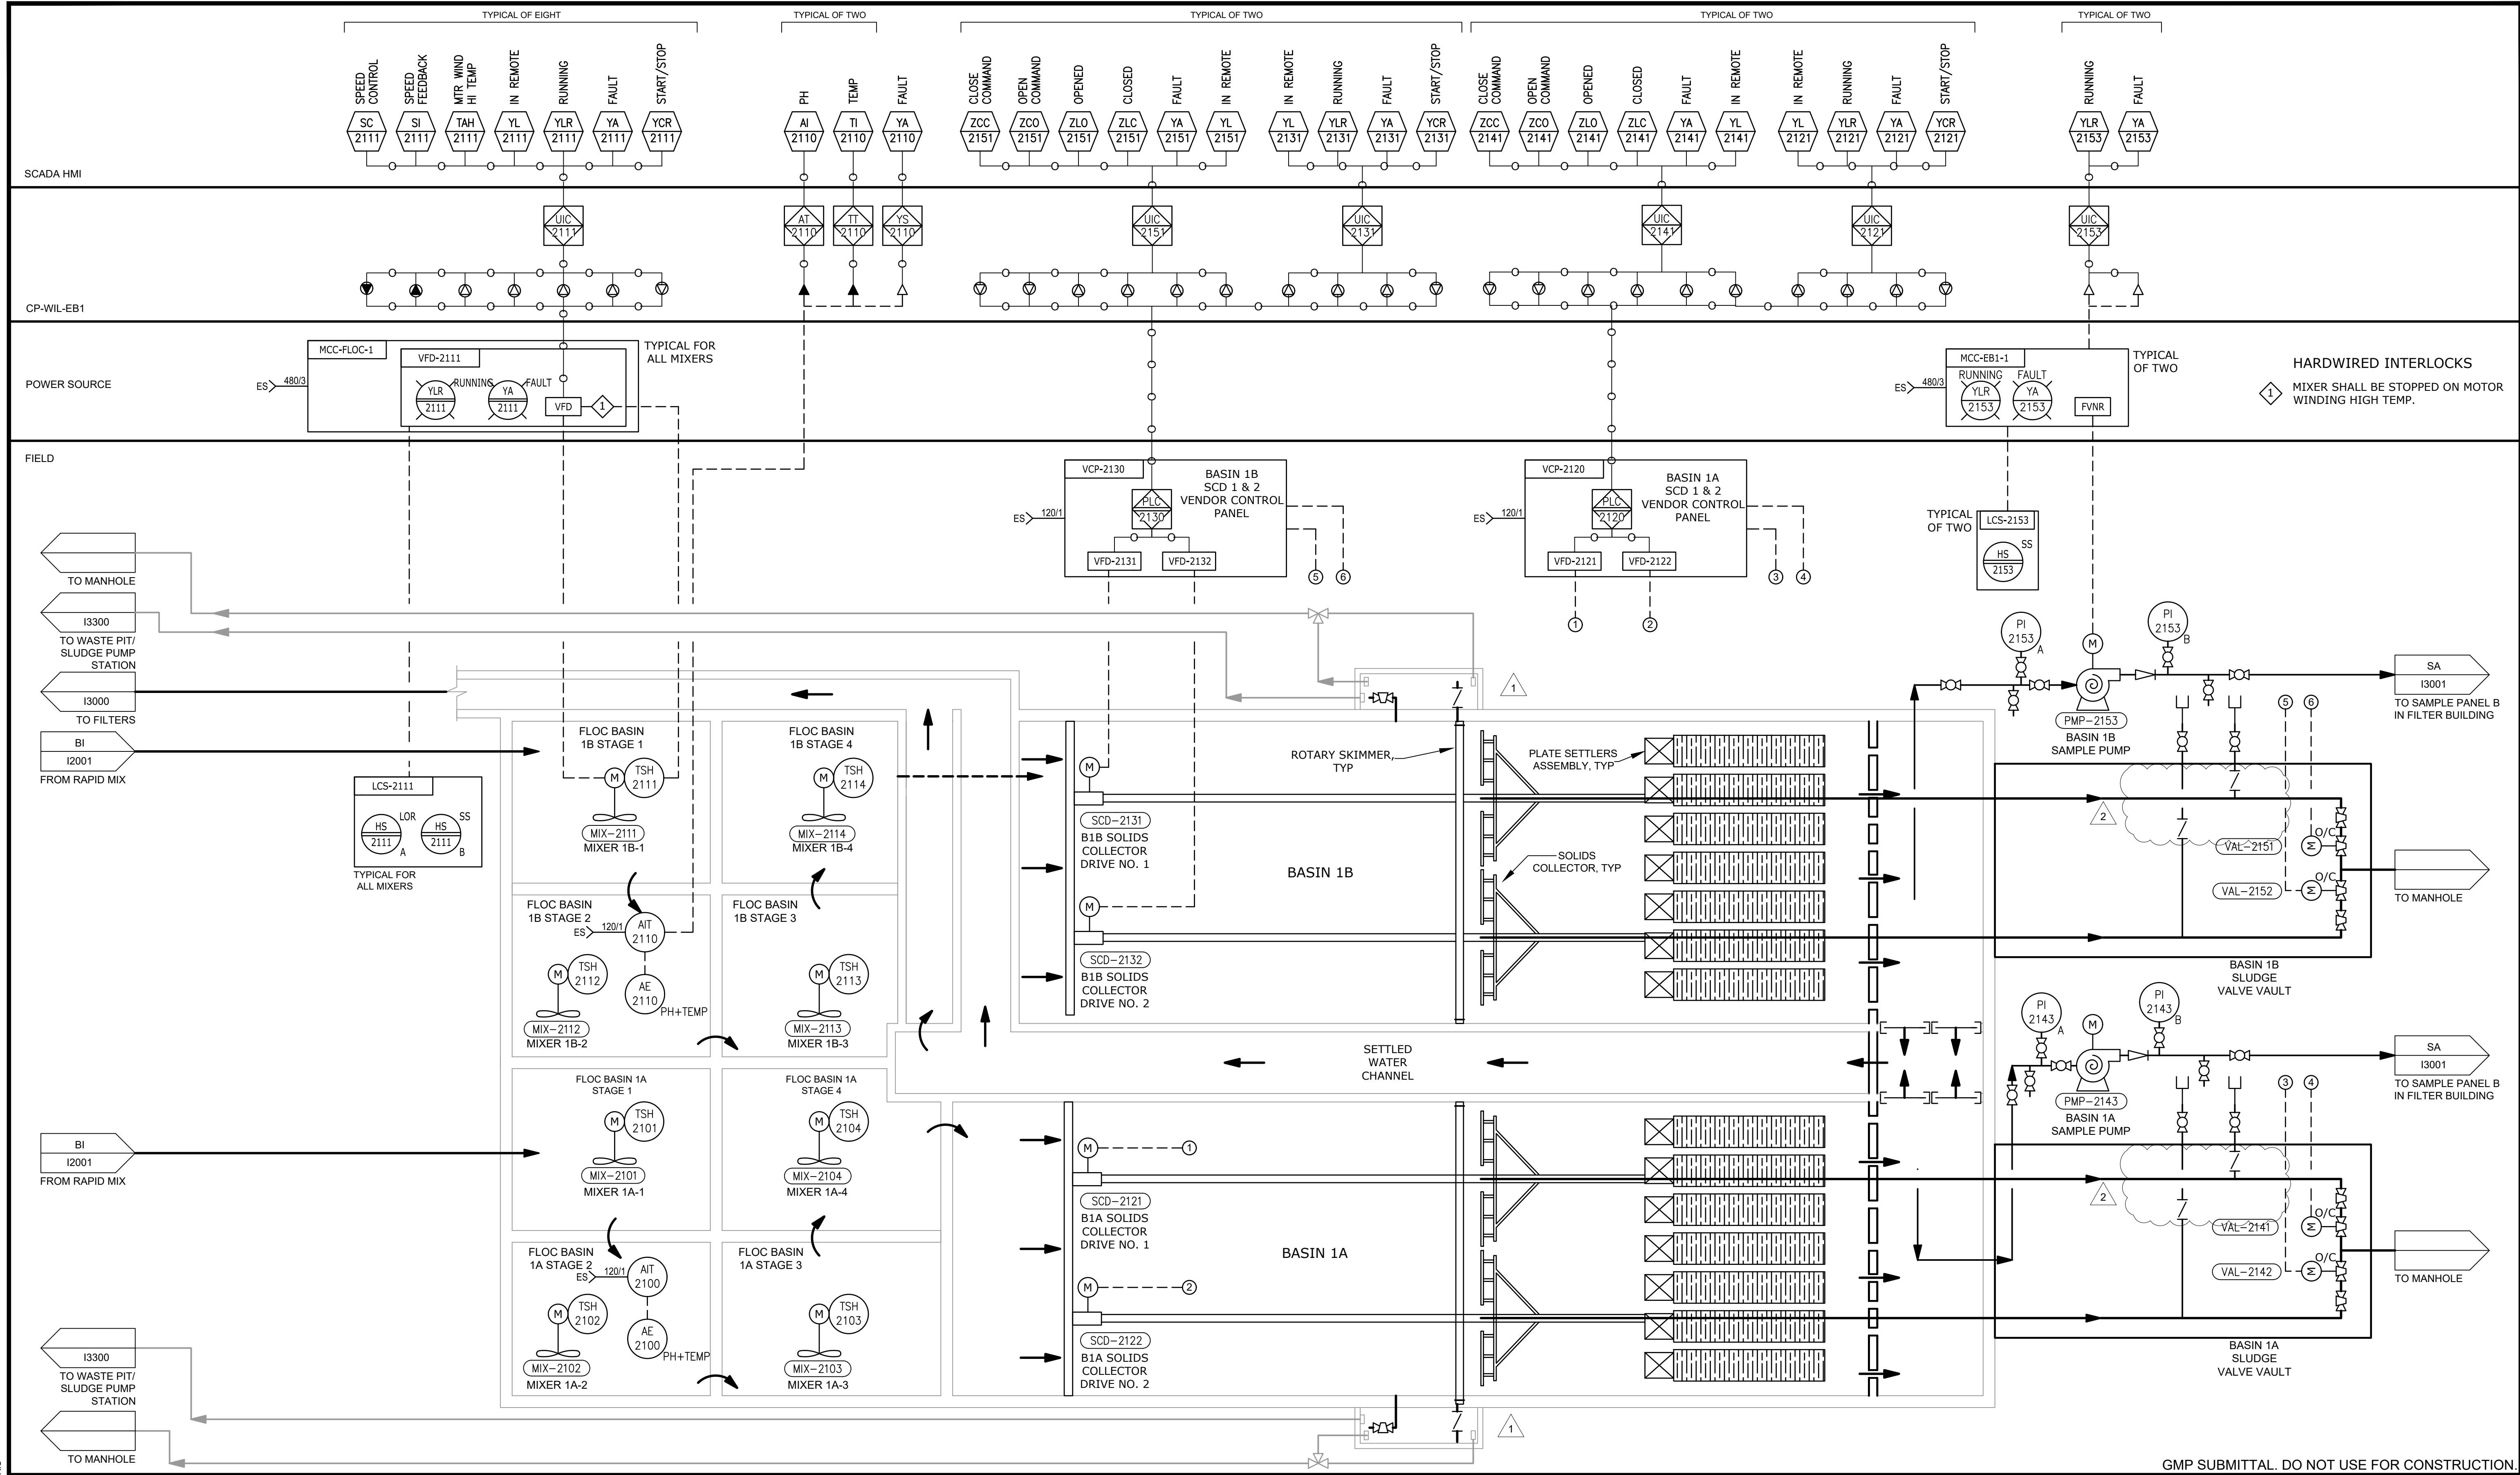 TYPICAL OF EIGHT
TYPICAL OF TWO
TYPICAL OF TWO
TYPICAL OF TWO
TYPICAL OF TWO
SPEED CONTROL
SPEED FEEDBACK
MTR WIND HI TEMP
IN REMOTE
RUNNING
FAULT
START/STOP
PH
TEMP
FAULT
CLOSE COMMAND
OPEN COMMAND
OPENED
CLOSED
FAULT
IN REMOTE
IN REMOTE
RUNNING
FAULT
START/STOP
CLOSE COMMAND
OPEN COMMAND
OPENED
CLOSED
FAULT
IN REMOTE
IN REMOTE
RUNNING
FAULT
START/STOP
RUNNING
FAULT
SC 2111
SI 2111
TAH 2111
YL 2111
YLR 2111
YA 2111
YCR 2111
AI 2110
TI 2110
YA 2110
ZCC 2151
ZCO 2151
ZLO 2151
ZLC 2151
YA 2151
YL 2151
YL 2131
YLR 2131
YA 2131
YCR 2131
ZCC 2141
ZCO 2141
ZLO 2141
ZLC 2141
YA 2141
YL 2141
YL 2121
YLR 2121
YA 2121
YCR 2121
YLR 2153
YA 2153
SCADA HMI
UIC 2111
AT 2110
TT 2110
YS 2110
UIC 2151
UIC 2131
UIC 2141
UIC 2121
UIC 2153
CP-WIL-EB1
POWER SOURCE
ES 480/3
MCC-FLOC-1
VFD-2111
YLR 2111
RUNNING
YA 2111
FAULT
VFD
1
TYPICAL FOR
ALL MIXERS
ES 480/3
MCC-EB1-1
RUNNING
FAULT
YLR 2153
YA 2153
FVNR
TYPICAL
OF TWO
HARDWIRED INTERLOCKS
1
MIXER SHALL BE STOPPED ON MOTOR
WINDING HIGH TEMP.
FIELD
ES 120/1
VCP-2130
BASIN 1B
SCD 1 & 2
VENDOR CONTROL
PANEL
PLC 2130
VFD-2131
VFD-2132
5
6
ES 120/1
VCP-2120
BASIN 1A
SCD 1 & 2
VENDOR CONTROL
PANEL
PLC 2120
VFD-2121
VFD-2122
3
4
1
2
TYPICAL
OF TWO
LCS-2153
HS 2153
SS
TO MANHOLE
I3300
TO WASTE PIT/
SLUDGE PUMP
STATION
I3000
TO FILTERS
BI
I2001
FROM RAPID MIX
LCS-2111
HS 2111
LOR
A
HS 2111
SS
B
TYPICAL FOR
ALL MIXERS
FLOC BASIN
1B STAGE 1
M
TSH 2111
MIX-2111
MIXER 1B-1
FLOC BASIN
1B STAGE 4
M
TSH 2114
MIX-2114
MIXER 1B-4
FLOC BASIN
1B STAGE 2
ES 120/1
AIT 2110
AE 2110
PH+TEMP
M
TSH 2112
MIX-2112
MIXER 1B-2
FLOC BASIN
1B STAGE 3
M
TSH 2113
MIX-2113
MIXER 1B-3
M
SCD-2131
B1B SOLIDS
COLLECTOR
DRIVE NO. 1
M
SCD-2132
B1B SOLIDS
COLLECTOR
DRIVE NO. 2
BASIN 1B
ROTARY SKIMMER,
TYP
PLATE SETTLERS
ASSEMBLY, TYP
SOLIDS
COLLECTOR, TYP
1
PI 2153
A
M
PI 2153
B
PMP-2153
BASIN 1B
SAMPLE PUMP
SA
I3001
TO SAMPLE PANEL B
IN FILTER BUILDING
5
6
2
O/C
VAL-2151
M
O/C
VAL-2152
M
TO MANHOLE
BASIN 1B
SLUDGE
VALVE VAULT
SETTLED
WATER
CHANNEL
BI
I2001
FROM RAPID MIX
FLOC BASIN 1A
STAGE 1
M
TSH 2101
MIX-2101
MIXER 1A-1
FLOC BASIN 1A
STAGE 4
M
TSH 2104
MIX-2104
MIXER 1A-4
FLOC BASIN
1A STAGE 2
ES 120/1
AIT 2100
AE 2100
PH+TEMP
M
TSH 2102
MIX-2102
MIXER 1A-2
FLOC BASIN
1A STAGE 3
M
TSH 2103
MIX-2103
MIXER 1A-3
M
1
SCD-2121
B1A SOLIDS
COLLECTOR
DRIVE NO. 1
M
2
SCD-2122
B1A SOLIDS
COLLECTOR
DRIVE NO. 2
BASIN 1A
1
PI 2143
A
M
PI 2143
B
PMP-2143
BASIN 1A
SAMPLE PUMP
SA
I3001
TO SAMPLE PANEL B
IN FILTER BUILDING
3
4
2
O/C
VAL-2141
M
O/C
VAL-2142
M
TO MANHOLE
BASIN 1A
SLUDGE
VALVE VAULT
I3300
TO WASTE PIT/
SLUDGE PUMP
STATION
TO MANHOLE
GMP SUBMITTAL. DO NOT USE FOR CONSTRUCTION.